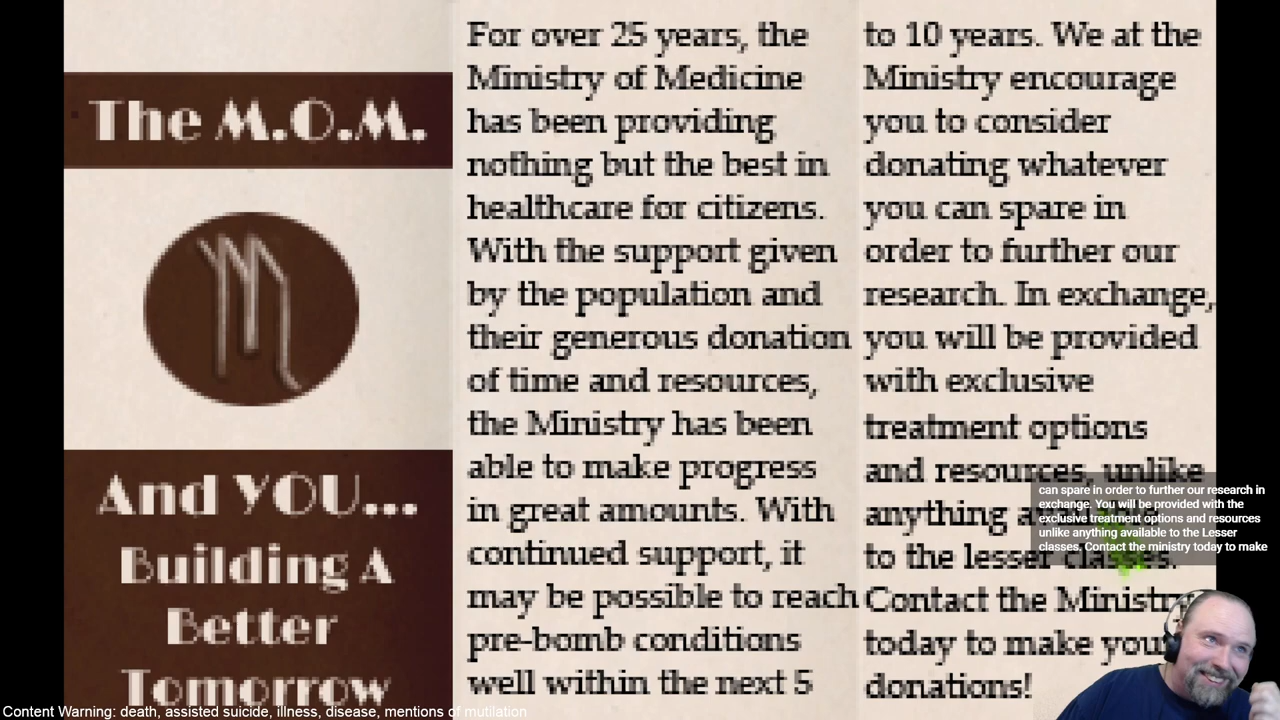 The M.O.M.
And YOU...
Building A
Better
Tomorrow
For over 25 years, the
Ministry of Medicine
has been providing
nothing but the best in
healthcare for citizens.
With the support given
by the population and
their generous donation
of time and resources,
the Ministry has been
able to make progress
in great amounts. With
continued support, it
may be possible to reach
pre-bomb conditions
well within the next 5
to 10 years. We at the
Ministry encourage
you to consider
donating whatever
you can spare in
order to further our
research. In exchange,
you will be provided
with exclusive
treatment options
and resources, unlike
anything
to the lesser classes.
Contact the Ministry
today to make your
donations!
can spare in order to further our research in
exchange. You will be provided with the
exclusive treatment options and resources
unlike anything available to the Lesser
classes. Contact the ministry today to make
Content Warning: death, assisted suicide, illness, disease, mentions of mutilation